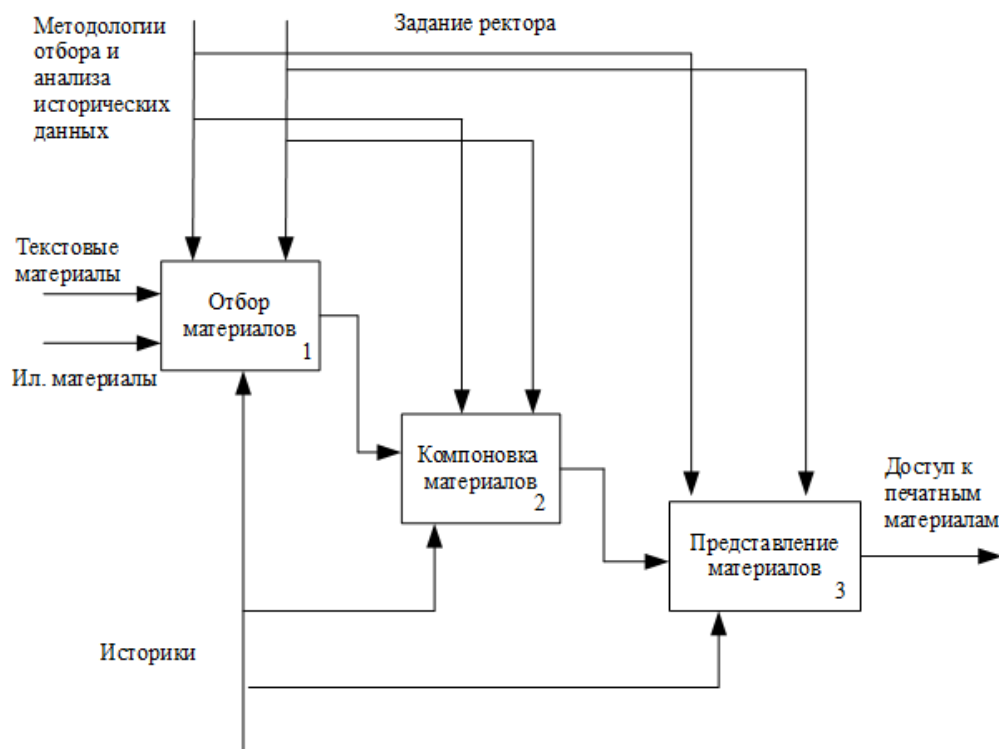 Методологии
отбора и
анализа
исторических
данных
Задание ректора
Текстовые
материалы
Отбор
материалов
1
Ил. материалы
Компоновка
материалов
2
Доступ к
печатным
материалам
Представление
материалов
3
Историки